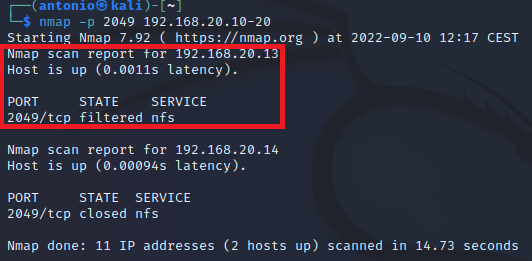 ┌──(antonio㉿kali)-[~]
└─$ nmap -p 2049 192.168.20.10-20
Starting Nmap 7.92 ( https://nmap.org ) at 2022-09-10 12:17 CEST
Nmap scan report for 192.168.20.13
Host is up (0.0011s latency).
PORT     STATE    SERVICE
2049/tcp filtered nfs
Nmap scan report for 192.168.20.14
Host is up (0.00094s latency).
PORT     STATE  SERVICE
2049/tcp closed nfs
Nmap done: 11 IP addresses (2 hosts up) scanned in 14.73 seconds